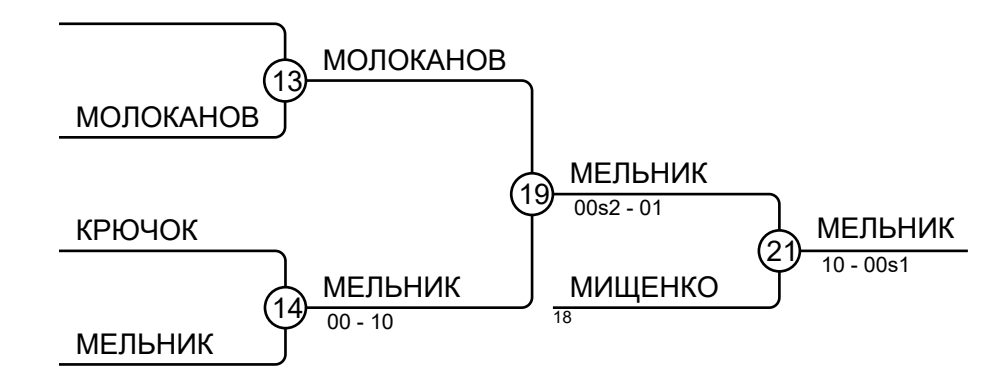 МОЛОКАНОВ
13
МОЛОКАНОВ
МЕЛЬНИК
19
00s2 - 01
КРЮЧОК
МЕЛЬНИК
21
10 - 00s1
МЕЛЬНИК
14
00 - 10
МИЩЕНКО
18
МЕЛЬНИК